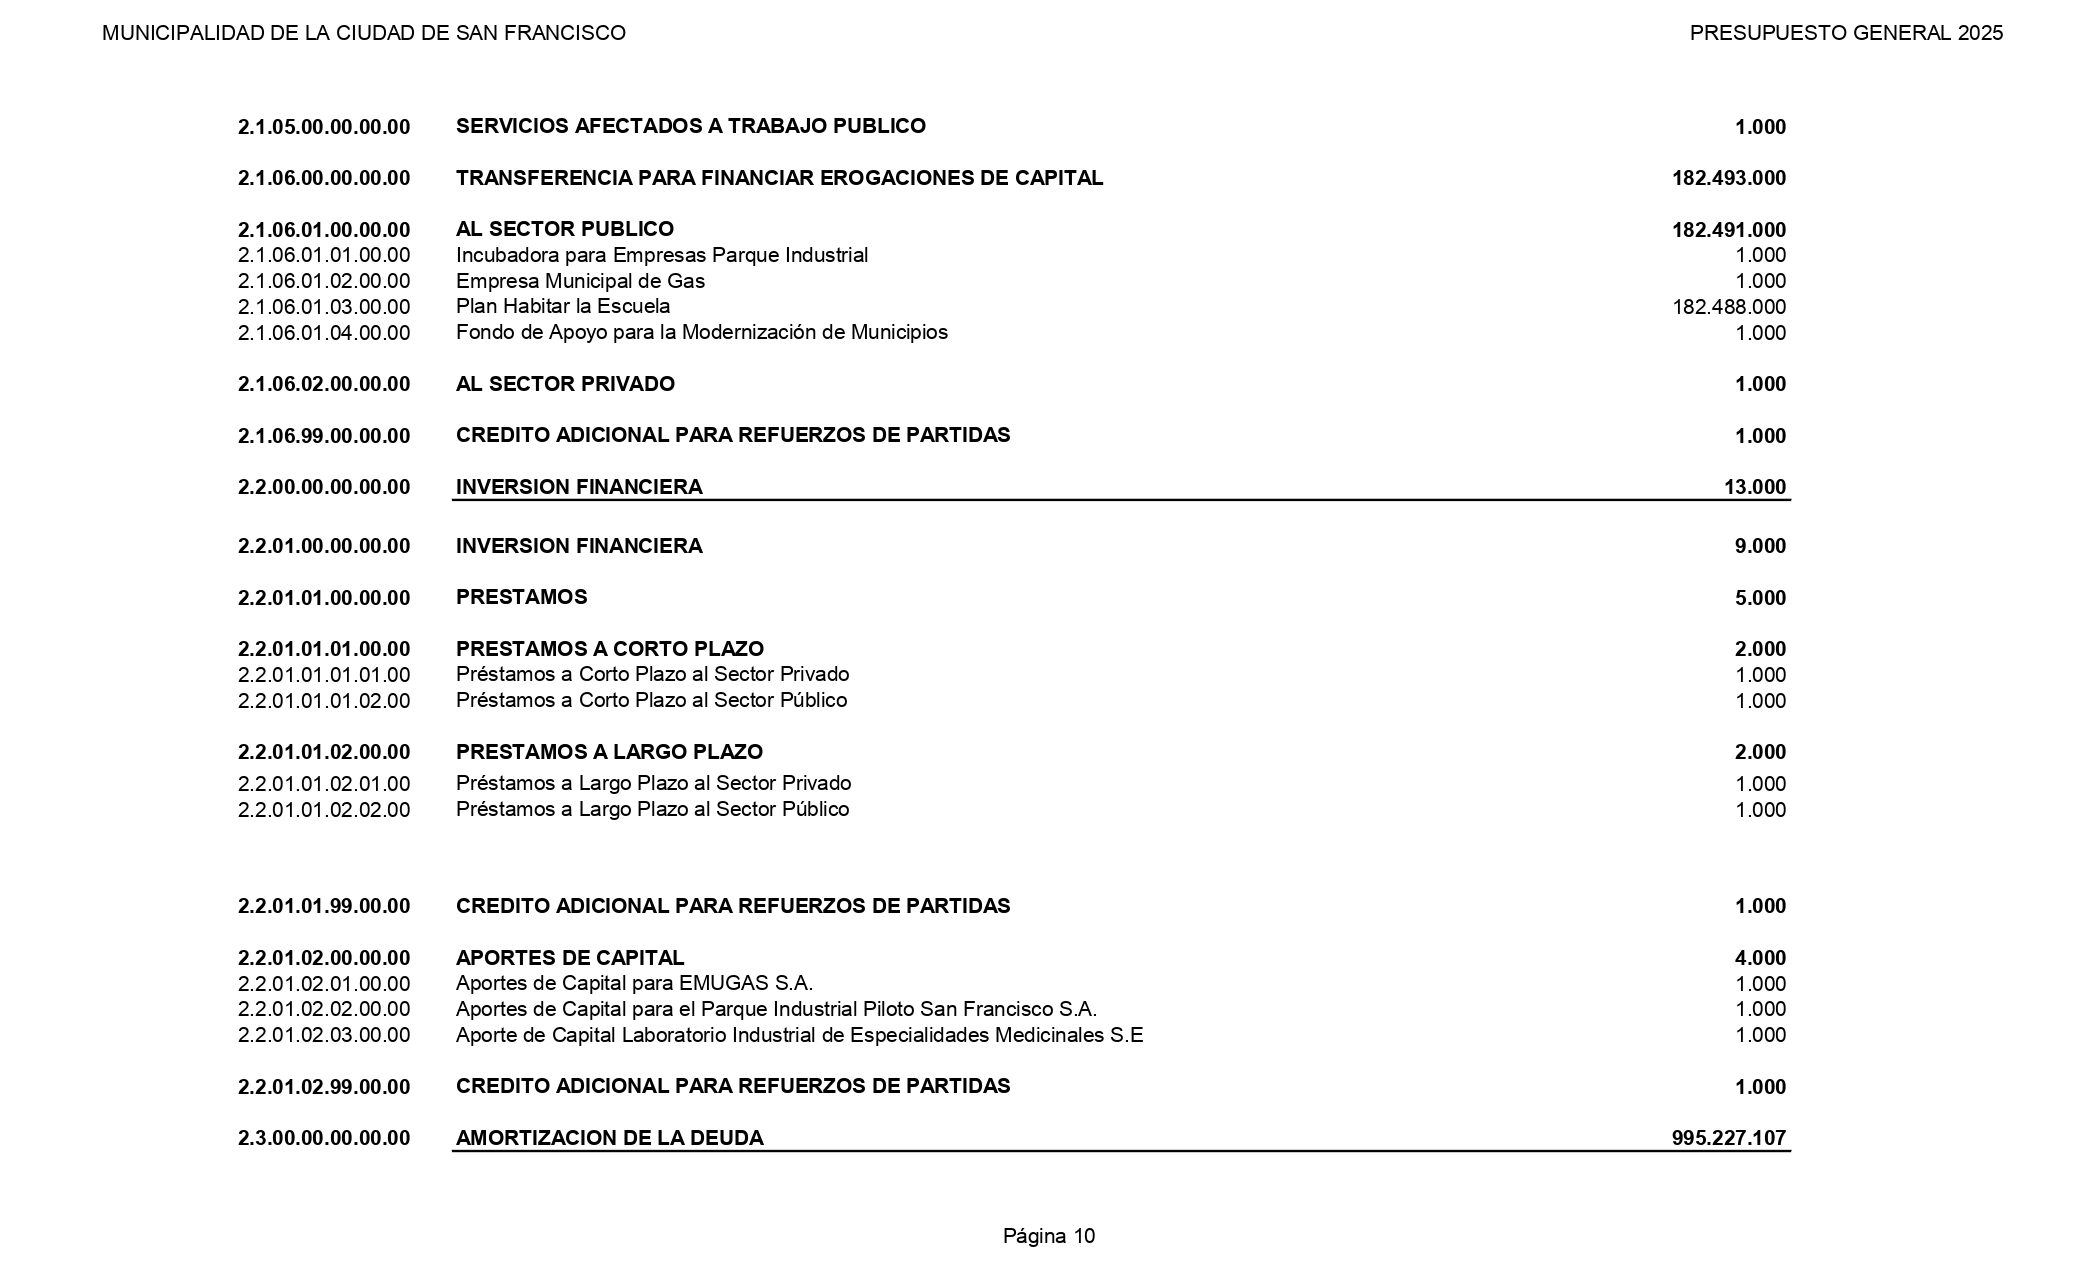 MUNICIPALIDAD DE LA CIUDAD DE SAN FRANCISCO PRESUPUESTO GENERAL 2025
2.1.05.00.00.00.00 SERVICIOS AFECTADOS A TRABAJO PUBLICO 1.000
2.1.06.00.00.00.00 TRANSFERENCIA PARA FINANCIAR EROGACIONES DE CAPITAL 182.493.000
2.1.06.01.00.00.00 AL SECTOR PUBLICO 182.491.000
2.1.06.01.01.00.00 Incubadora para Empresas Parque Industrial 1.000
2.1.06.01.02.00.00 Empresa Municipal de Gas 1.000
2.1.06.01.03.00.00 Plan Habitar la Escuela 182.488.000
2.1.06.01.04.00.00 Fondo de Apoyo para la Modernización de Municipios 1.000
2.1.06.02.00.00.00 AL SECTOR PRIVADO 1.000
2.1.06.99.00.00.00 CREDITO ADICIONAL PARA REFUERZOS DE PARTIDAS 1.000
2.2.00.00.00.00.00 INVERSION FINANCIERA 13.000
2.2.01.00.00.00.00 INVERSION FINANCIERA 9.000
2.2.01.01.00.00.00 PRESTAMOS 5.000
2.2.01.01.01.00.00 PRESTAMOS A CORTO PLAZO 2.000
2.2.01.01.01.01.00 Préstamos a Corto Plazo al Sector Privado 1.000
2.2.01.01.01.02.00 Préstamos a Corto Plazo al Sector Público 1.000
2.2.01.01.02.00.00 PRESTAMOS A LARGO PLAZO 2.000
2.2.01.01.02.01.00 Préstamos a Largo Plazo al Sector Privado 1.000
2.2.01.01.02.02.00 Préstamos a Largo Plazo al Sector Público 1.000
2.2.01.01.99.00.00 CREDITO ADICIONAL PARA REFUERZOS DE PARTIDAS 1.000
2.2.01.02.00.00.00 APORTES DE CAPITAL 4.000
2.2.01.02.01.00.00 Aportes de Capital para EMUGAS S.A. 1.000
2.2.01.02.02.00.00 Aportes de Capital para el Parque Industrial Piloto San Francisco S.A. 1.000
2.2.01.02.03.00.00 Aporte de Capital Laboratorio Industrial de Especialidades Medicinales S.E 1.000
2.2.01.02.99.00.00 CREDITO ADICIONAL PARA REFUERZOS DE PARTIDAS 1.000
2.3.00.00.00.00.00 AMORTIZACION DE LA DEUDA 995.227.107
Página 10